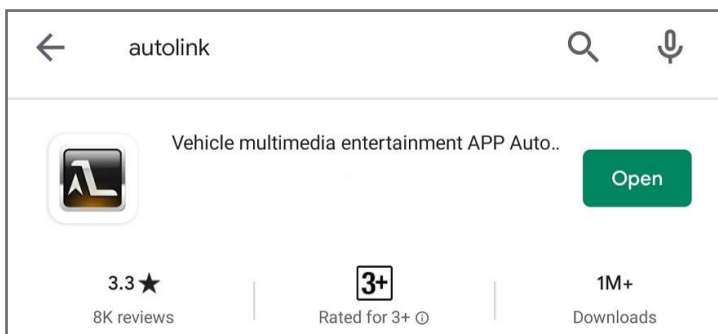 autolink
Vehicle multimedia entertainment APP Auto..
Open
3.3★
8K reviews
3+
Rated for 3+ ⓘ
1M+
Downloads